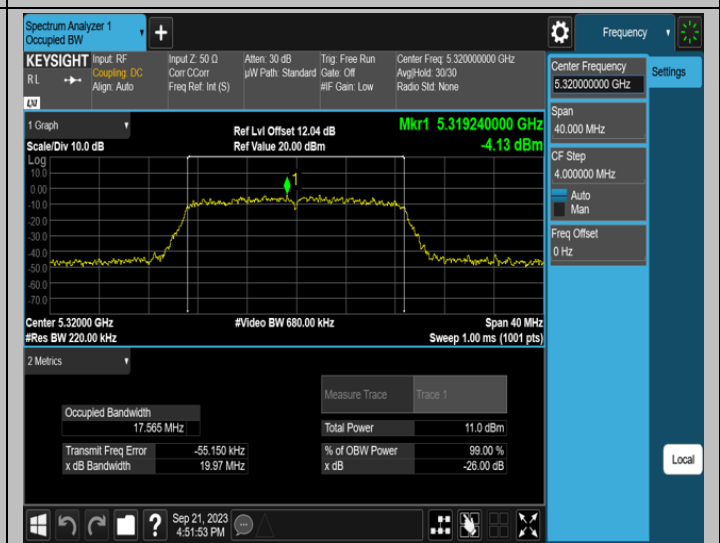 Spectrum Analyzer 1
Occupied BW
+
Frequency
KEYSIGHT
RL
LXI
Input: RF
Coupling: DC
Align: Auto
Input Z: 50 Ω
Corr CCorr
Freq Ref: Int (S)
Atten: 30 dB
µW Path: Standard
Trig: Free Run
Gate: Off
#IF Gain: Low
Center Freq: 5.320000000 GHz
Avg|Hold: 30/30
Radio Std: None
Center Frequency
5.320000000 GHz
Settings
Span
40.000 MHz
CF Step
4.000000 MHz
Auto
Man
Freq Offset
0 Hz
Local
1 Graph
Scale/Div 10.0 dB
Ref Lvl Offset 12.04 dB
Ref Value 20.00 dBm
Mkr1 5.319240000 GHz
-4.13 dBm
Log
10.0
0.00
-10.0
-20.0
-30.0
-40.0
-50.0
-60.0
-70.0
1
Center 5.32000 GHz
#Res BW 220.00 kHz
#Video BW 680.00 kHz
Span 40 MHz
Sweep 1.00 ms (1001 pts)
2 Metrics
Measure Trace Trace 1
Occupied Bandwidth
17.565 MHz
Total Power 11.0 dBm
Transmit Freq Error -55.150 kHz
% of OBW Power 99.00 %
x dB Bandwidth 19.97 MHz
x dB -26.00 dB
?
Sep 21, 2023
4:51:53 PM